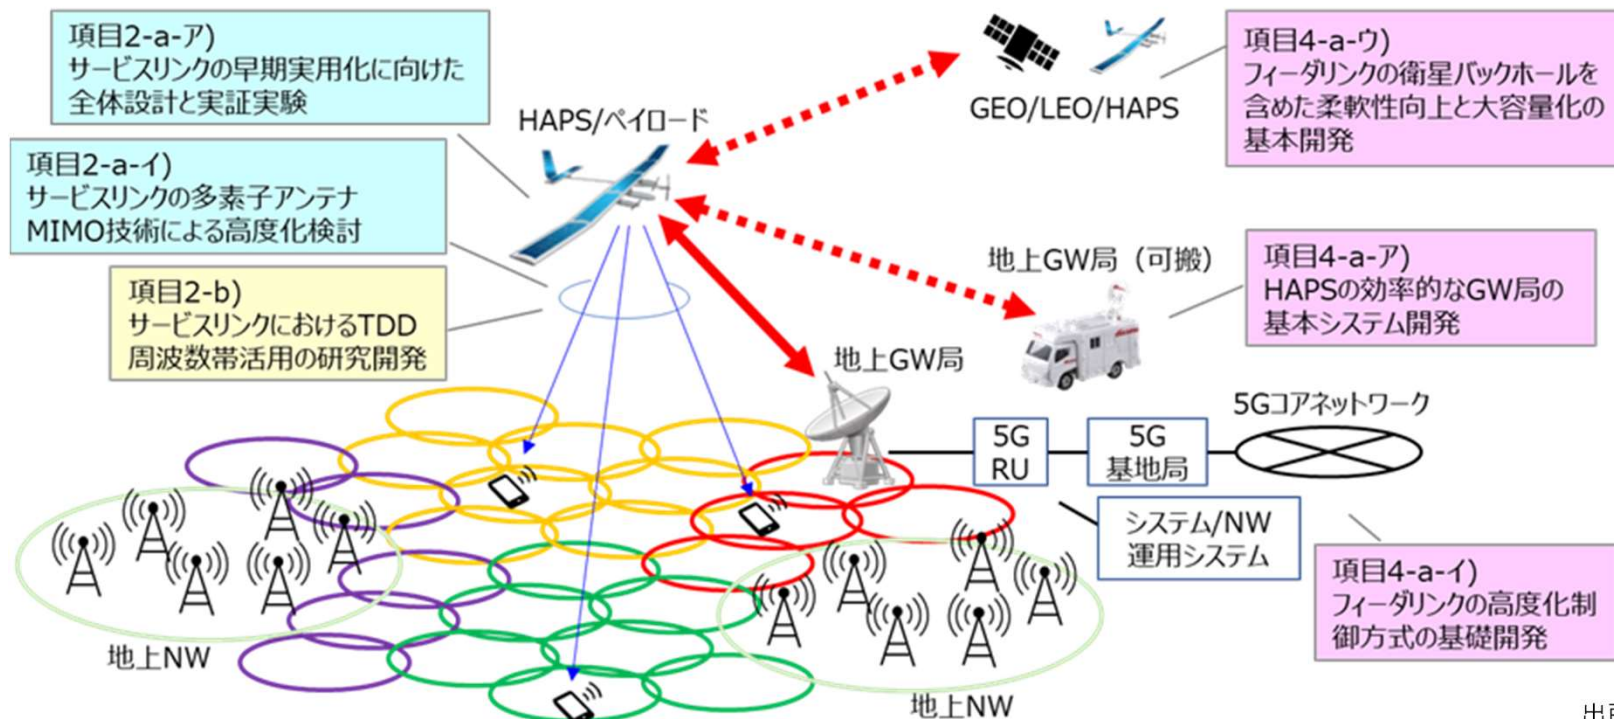 項目2-a-ア)
サービスリンクの早期実用化に向けた
全体設計と実証実験
項目2-a-イ)
サービスリンクの多素子アンテナ
MIMO技術による高度化検討
項目2-b)
サービスリンクにおけるTDD
周波数帯活用の研究開発
HAPS/ペイロード
GEO/LEO/HAPS
項目4-a-ウ)
フィーダリンクの衛星バックホールを
含めた柔軟性向上と大容量化の
基本開発
地上GW局（可搬）
項目4-a-ア)
HAPSの効率的なGW局の
基本システム開発
地上GW局
5G
RU
5G
基地局
5Gコアネットワーク
システム/NW
運用システム
項目4-a-イ)
フィーダリンクの高度化制
御方式の基礎開発
地上NW
地上NW